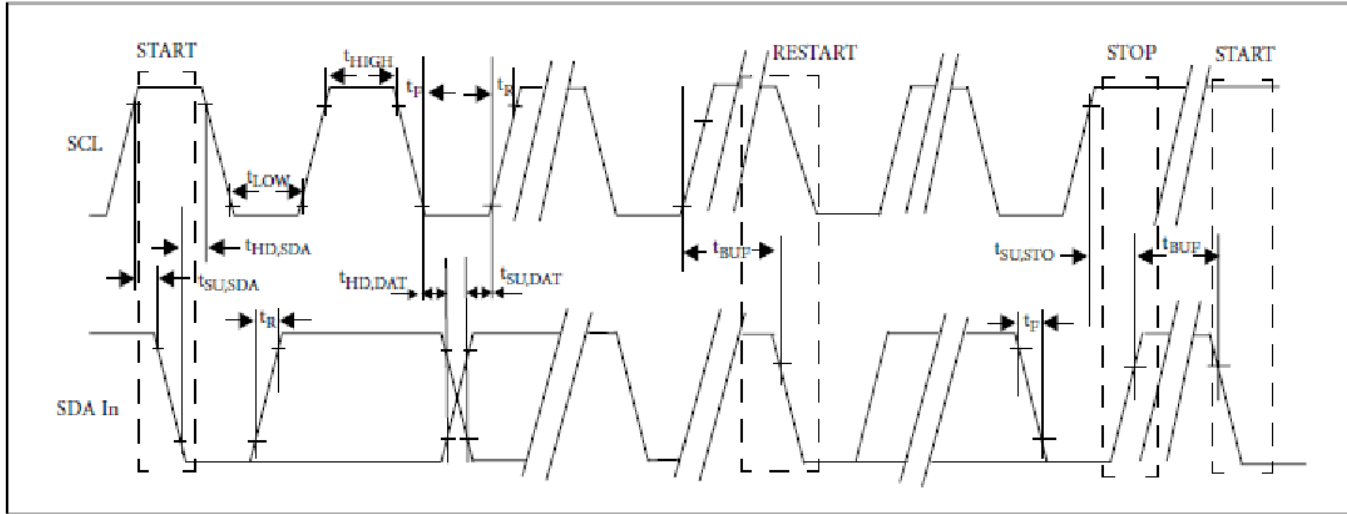 START RESTART STOP START
tHIGH
tF tR
SCL
tLOW
tHD,SDA tBUF tSU,STO tBUF
tSU,SDA tHD,DAT tSU,DAT
tR tF
SDA In